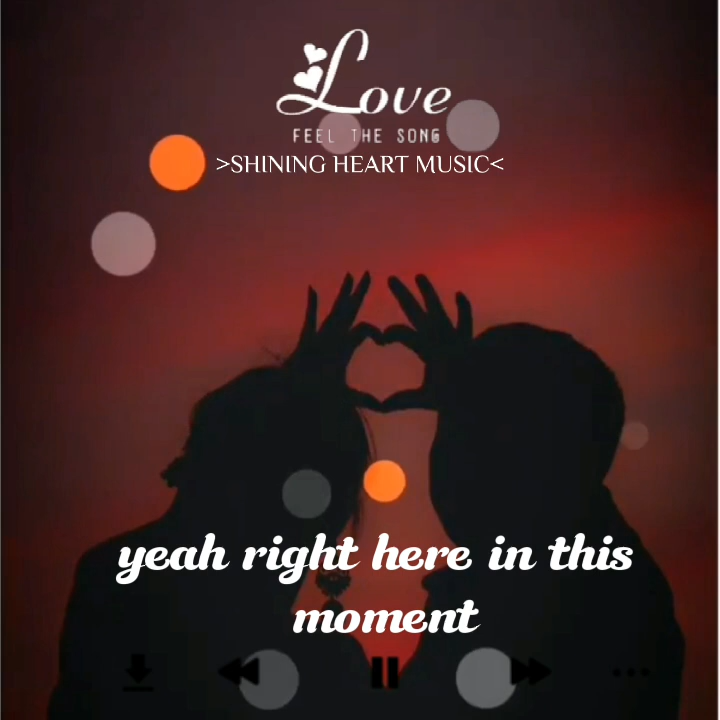 Love
FEEL THE SONG
>SHINING HEART MUSIC<
yeah right here in this
moment